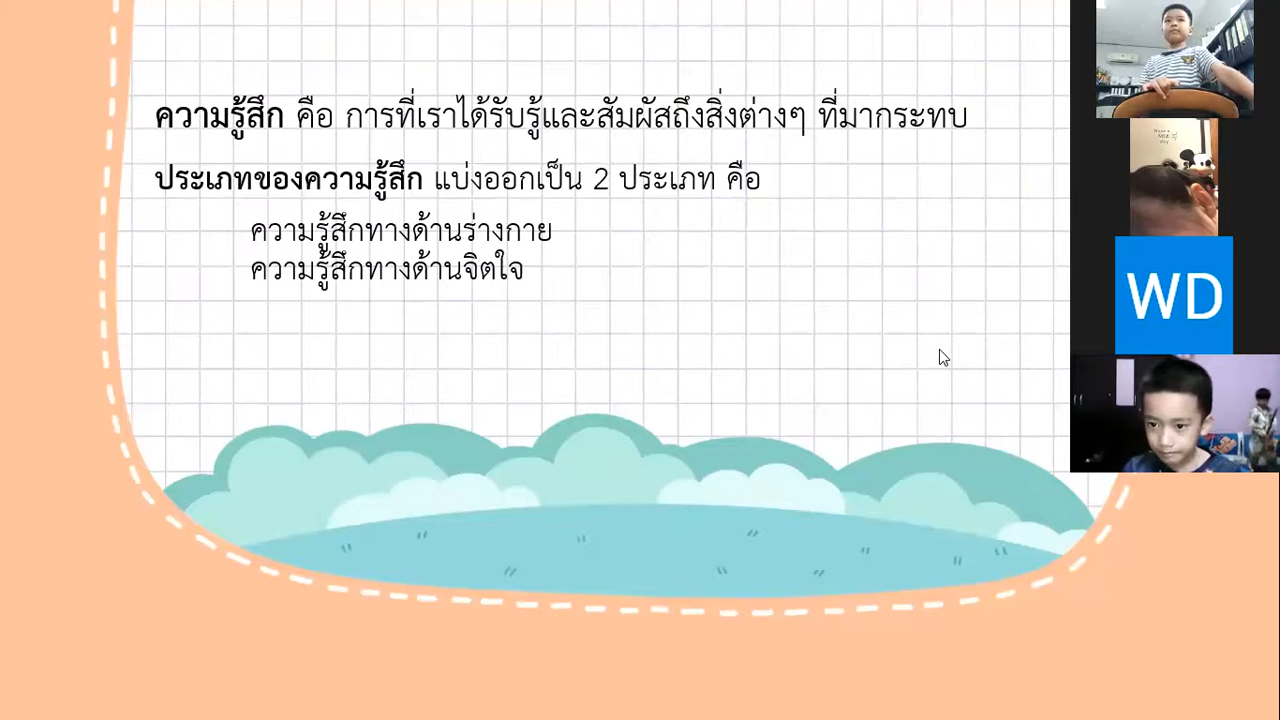 ความรู้สึก คือ การที่เราได้รับรู้และสัมผัสถึงสิ่งต่างๆ ที่มากระทบ
ประเภทของความรู้สึก แบ่งออกเป็น 2 ประเภท คือ
ความรู้สึกทางด้านร่างกาย
ความรู้สึกทางด้านจิตใจ
WD